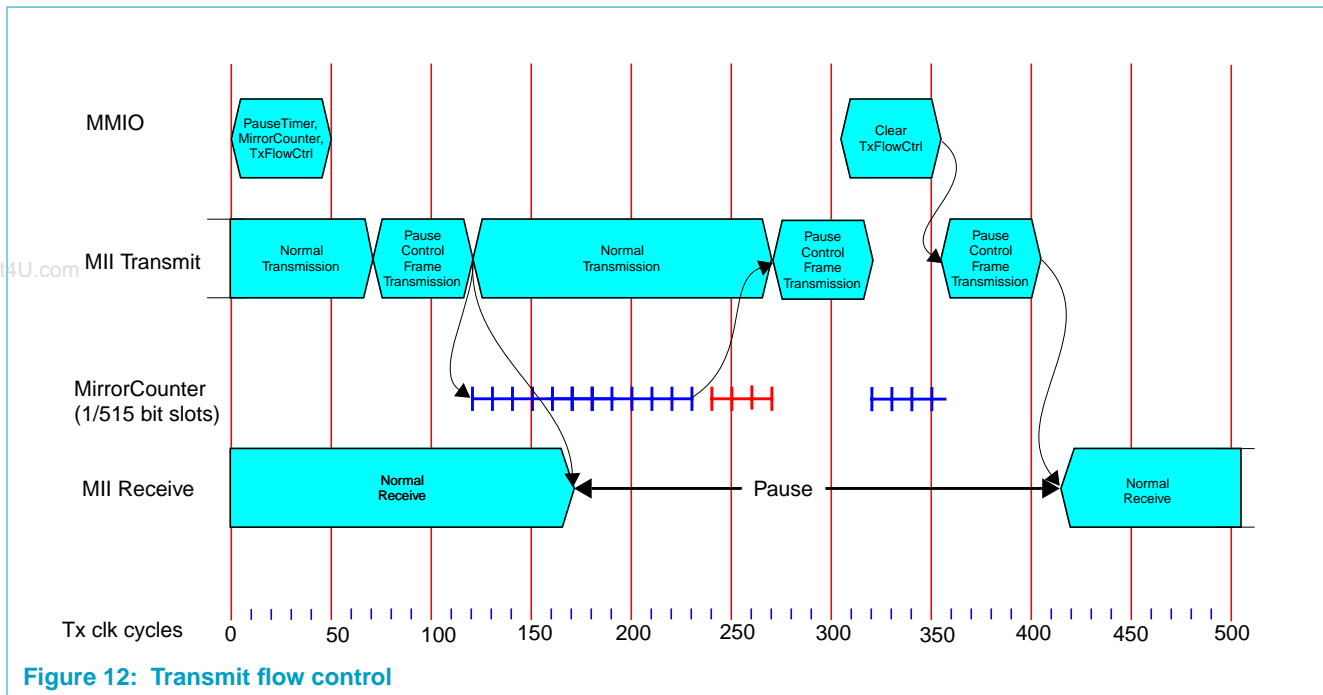 MMIO
PauseTimer,
MirrorCounter,
TxFlowCtrl
Clear
TxFlowCtrl
t4U.com
MII Transmit
Normal
Transmission
Pause
Control
Frame
Transmission
Normal
Transmission
Pause
Control
Frame
Transmission
Pause
Control
Frame
Transmission
MirrorCounter
(1/515 bit slots)
MII Receive
Normal
Receive
Pause
Normal
Receive
Tx clk cycles
0 50 100 150 200 250 300 350 400 450 500
Figure 12: Transmit flow control